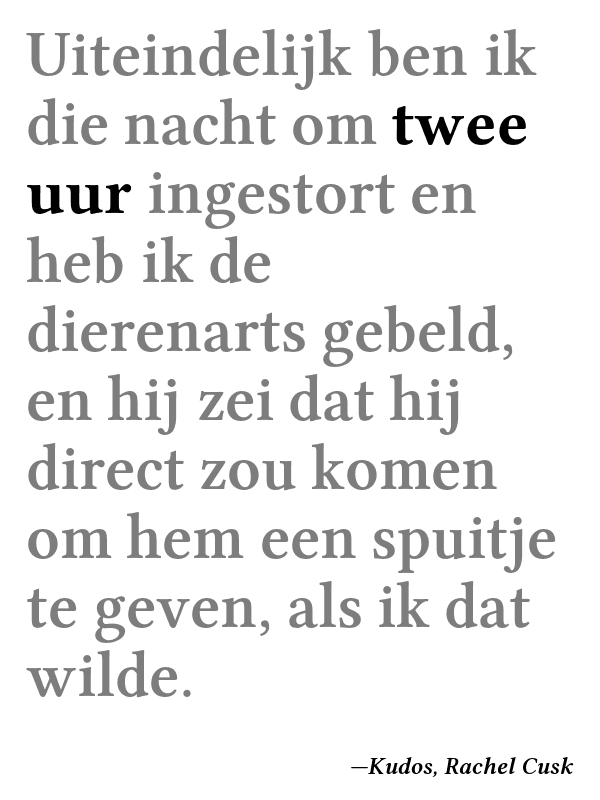 Uiteindelijk ben ik
die nacht om twee
uur ingestort en
heb ik de
dierenarts gebeld,
en hij zei dat hij
direct zou komen
om hem een spuitje
te geven, als ik dat
wilde.
—Kudos, Rachel Cusk